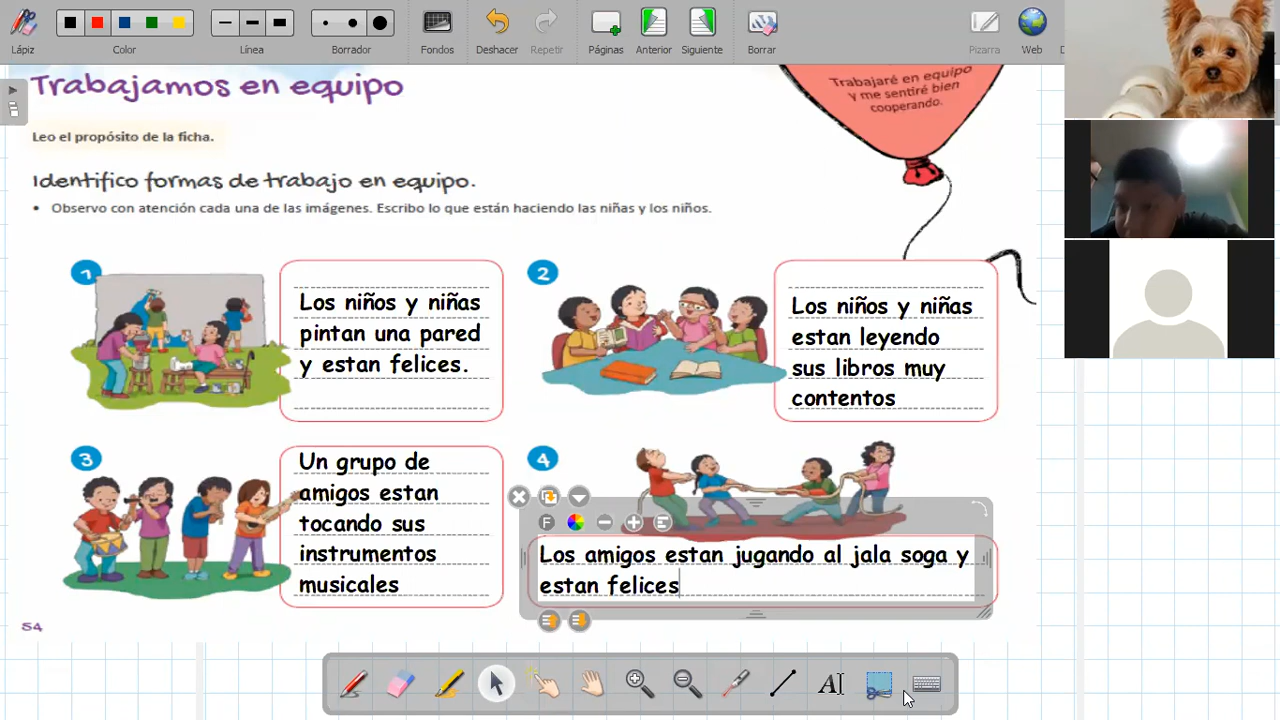 Lápiz
Color
Línea
Borrador
Fondos
Deshacer
Repetir
Páginas
Anterior
Siguiente
Borrar
Pizarra
Web
Trabajamos en equipo
Trabajaré en equipo
y me sentiré bien
cooperando.
Leo el propósito de la ficha.
Identifico formas de trabajo en equipo.
• Observo con atención cada una de las imágenes. Escribo lo que están haciendo las niñas y los niños.
1
Los niños y niñas
pintan una pared
y estan felices.
2
Los niños y niñas
estan leyendo
sus libros muy
contentos
3
Un grupo de
amigos estan
tocando sus
instrumentos
musicales
4
F
Los amigos estan jugando al jala soga y
estan felices
54
AI